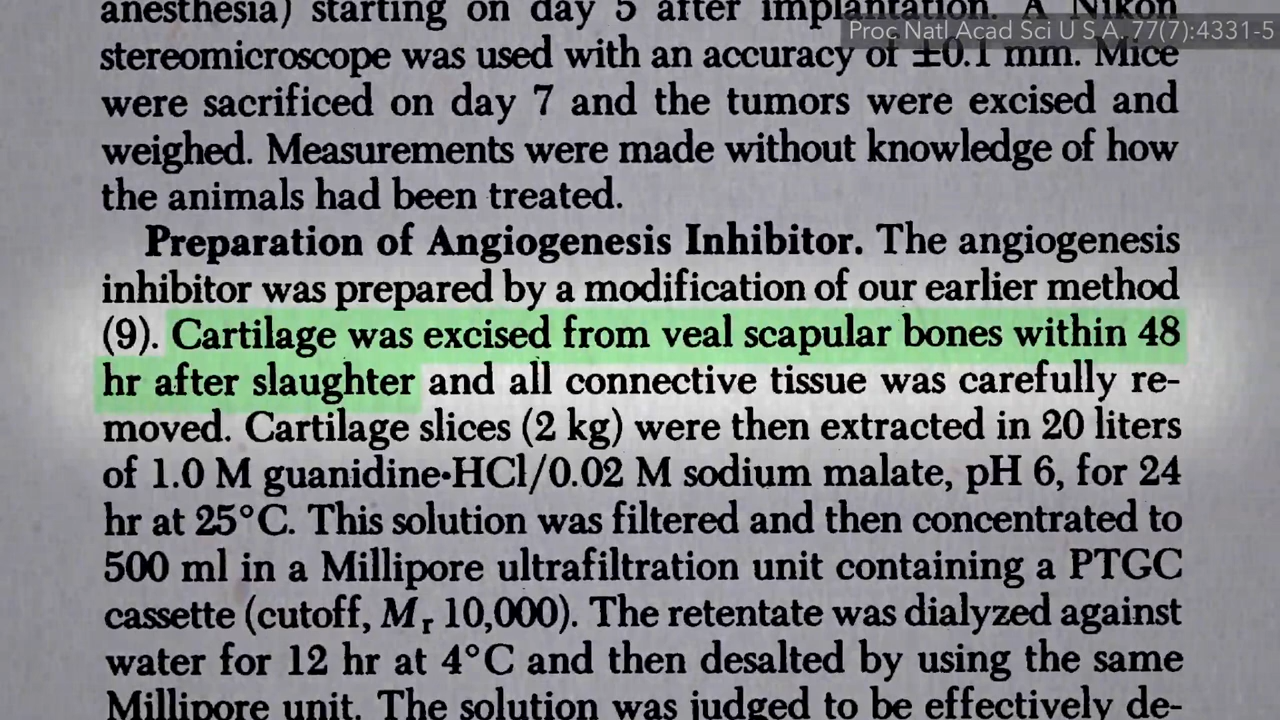 anesthesia) starting on day 5 after implantation. A Nikon
Proc Natl Acad Sci U S A. 77(7):4331-5
stereomicroscope was used with an accuracy of ±0.1 mm. Mice
were sacrificed on day 7 and the tumors were excised and
weighed. Measurements were made without knowledge of how
the animals had been treated.
Preparation of Angiogenesis Inhibitor. The angiogenesis
inhibitor was prepared by a modification of our earlier method
(9). Cartilage was excised from veal scapular bones within 48
hr after slaughter and all connective tissue was carefully re-
moved. Cartilage slices (2 kg) were then extracted in 20 liters
of 1.0 M guanidine·HCl/0.02 M sodium malate, pH 6, for 24
hr at 25°C. This solution was filtered and then concentrated to
500 ml in a Millipore ultrafiltration unit containing a PTGC
cassette (cutoff, Mr 10,000). The retentate was dialyzed against
water for 12 hr at 4°C and then desalted by using the same
Millipore unit. The solution was judged to be effectively de-